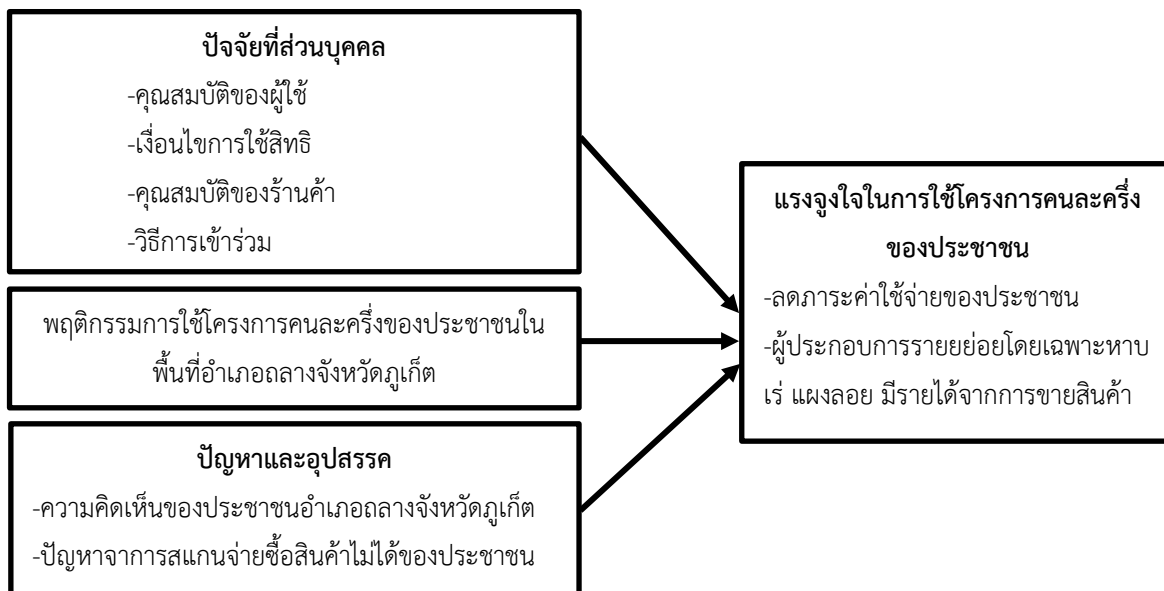 ปัจจัยที่ส่วนบุคคล
-คุณสมบัติของผู้ใช้
-เงื่อนไขการใช้สิทธิ
-คุณสมบัติของร้านค้า
-วิธีการเข้าร่วม
พฤติกรรมการใช้โครงการคนละครึ่งของประชาชนใน
พื้นที่อำเภอถลางจังหวัดภูเก็ต
ปัญหาและอุปสรรค
-ความคิดเห็นของประชาชนอำเภอถลางจังหวัดภูเก็ต
-ปัญหาจาการสแกนจ่ายซื้อสินค้าไม่ได้ของประชาชน
แรงจูงใจในการใช้โครงการคนละครึ่ง
ของประชาชน
-ลดภาระค่าใช้จ่ายของประชาชน
-ผู้ประกอบการรายยย่อยโดยเฉพาะหาบ
เร่ แผงลอย มีรายได้จากการขายสินค้า